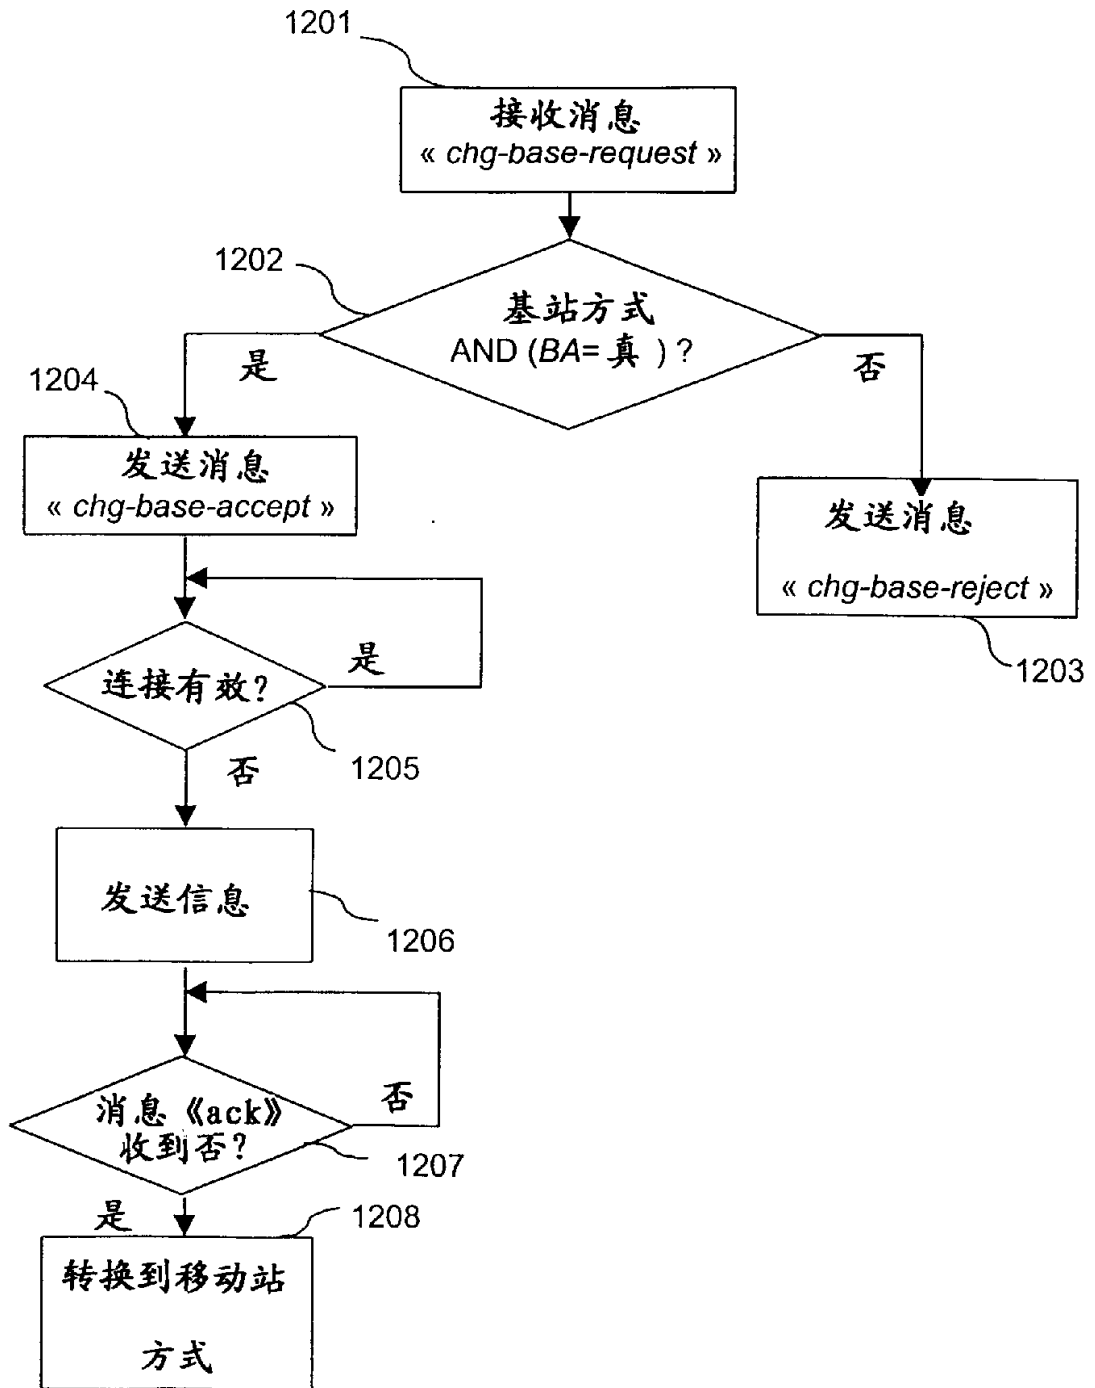 1201
接收消息
« chg-base-request »
1202
基站方式
AND (BA= 真 ) ?
是
否
1204
发送消息
« chg-base-accept »
发送消息
« chg-base-reject »
1203
是
连接有效?
1205
否
发送信息
1206
否
消息《ack》
收到否?
1207
是
1208
转换到移动站
方式